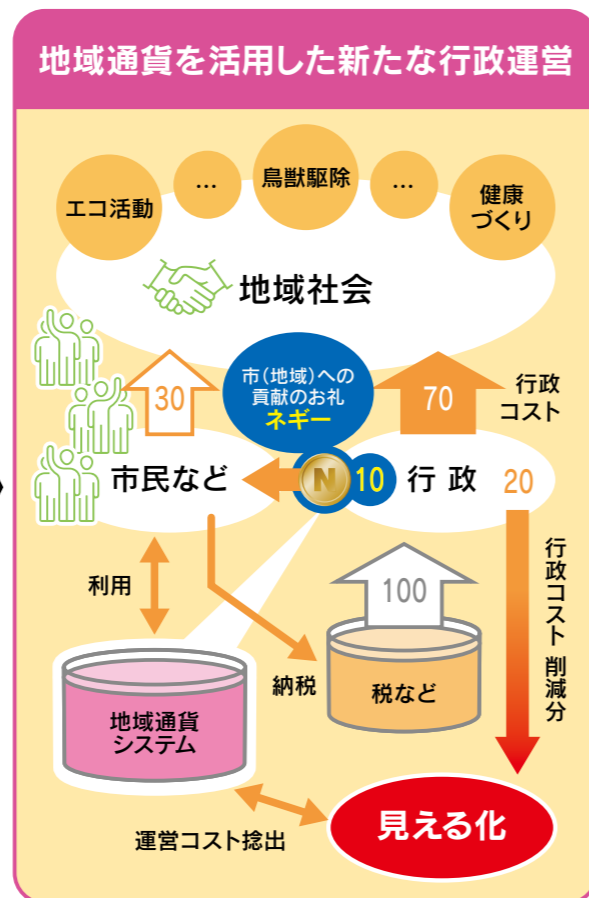 地域通貨を活用した新たな行政運営
エコ活動
…
鳥獣駆除
…
健康
づくり
地域社会
30
市(地域)への
貢献のお礼
ネギー
70
行政
コスト
市民など
N
10
行政
20
利用
納税
100
税など
行政コスト 削減分
地域通貨
システム
運営コスト捻出
見える化